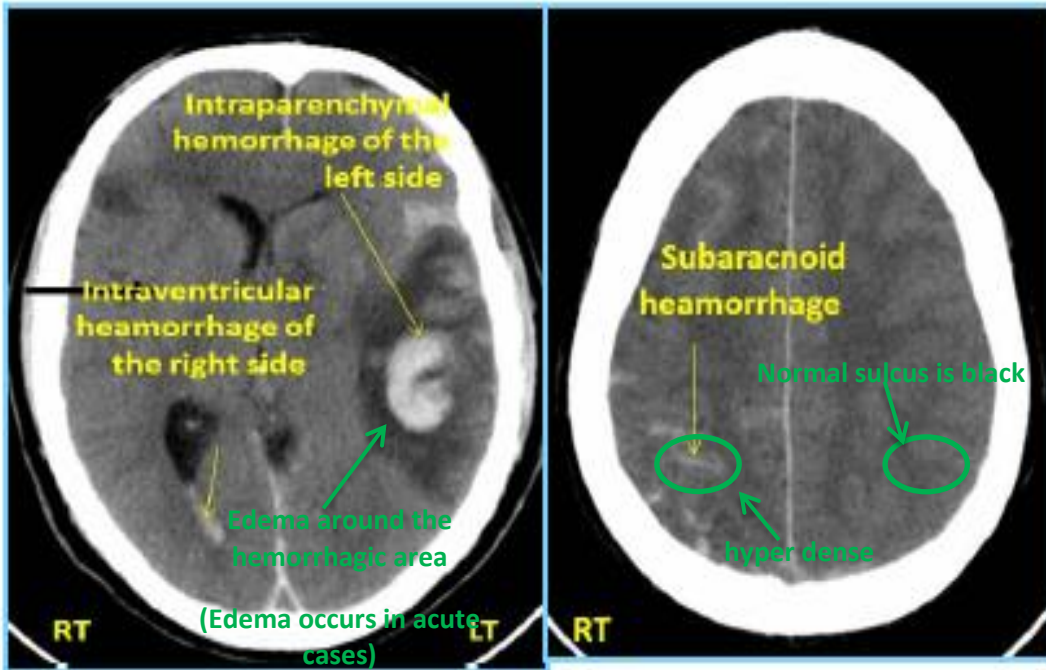 Intraparenchymal
hemorrhage of the
left side
Intraventricular
heamorrhage of
the right side
Edema around the
hemorrhagic area
(Edema occurs in acute
cases)
RT
LT
Subaracnoid
heamorrhage
Normal sulcus is black
hyper dense
RT